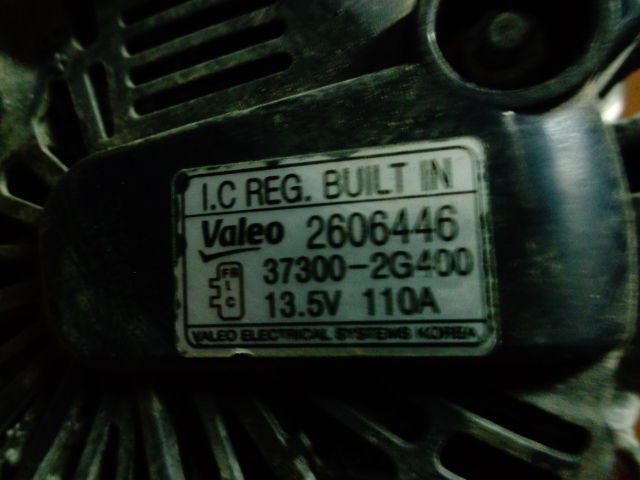 I.C REG. BUILT IN
Valeo 2606446
FR 37300-2G400
L
C 13.5V 110A
VALEO ELECTRICAL SYSTEMS KOREA